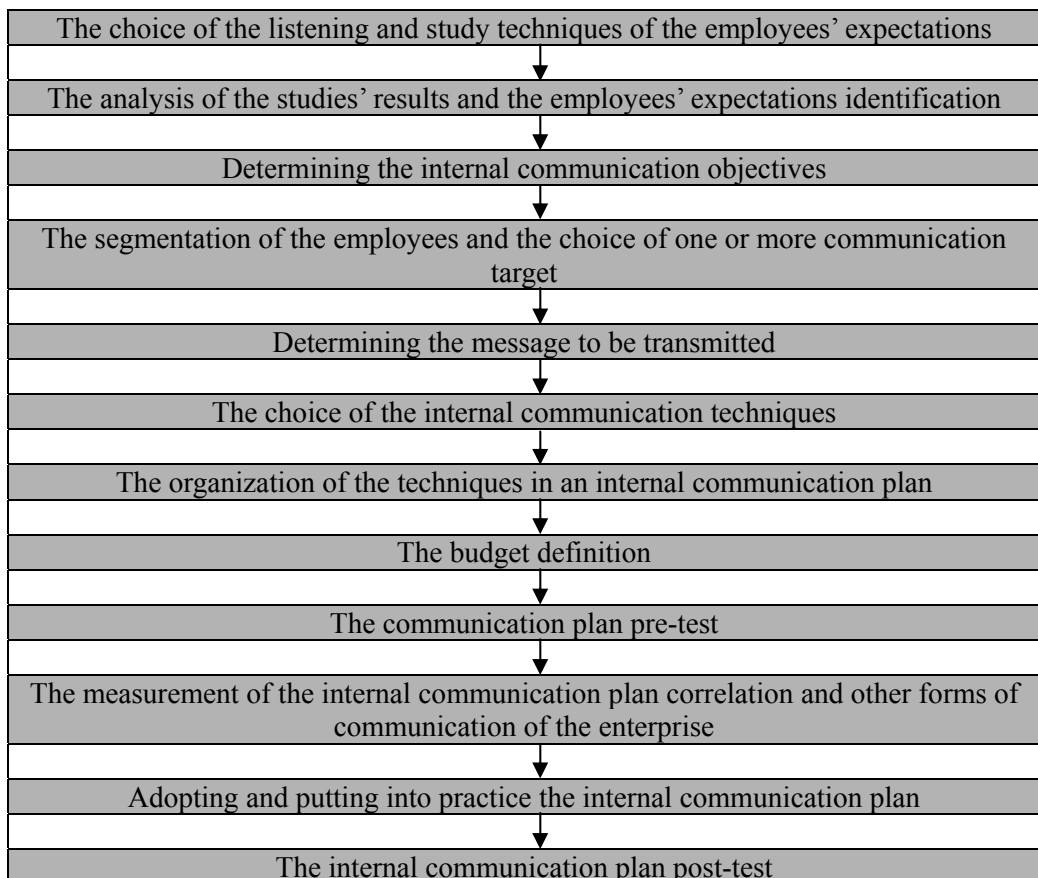 The choice of the listening and study techniques of the employees’ expectations
The analysis of the studies’ results and the employees’ expectations identification
Determining the internal communication objectives
The segmentation of the employees and the choice of one or more communication
target
Determining the message to be transmitted
The choice of the internal communication techniques
The organization of the techniques in an internal communication plan
The budget definition
The communication plan pre-test
The measurement of the internal communication plan correlation and other forms of
communication of the enterprise
Adopting and putting into practice the internal communication plan
The internal communication plan post-test